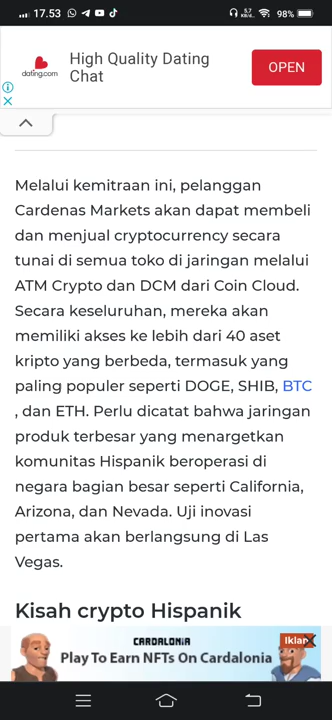 17.53
5.7
KB/d..
98%
High Quality Dating
Chat
dating.com
OPEN
Melalui kemitraan ini, pelanggan
Cardenas Markets akan dapat membeli
dan menjual cryptocurrency secara
tunai di semua toko di jaringan melalui
ATM Crypto dan DCM dari Coin Cloud.
Secara keseluruhan, mereka akan
memiliki akses ke lebih dari 40 aset
kripto yang berbeda, termasuk yang
paling populer seperti DOGE, SHIB, BTC
, dan ETH. Perlu dicatat bahwa jaringan
produk terbesar yang menargetkan
komunitas Hispanik beroperasi di
negara bagian besar seperti California,
Arizona, dan Nevada. Uji inovasi
pertama akan berlangsung di Las
Vegas.
Kisah crypto Hispanik
CARDALONIA
Iklan
Play To Earn NFTs On Cardalonia